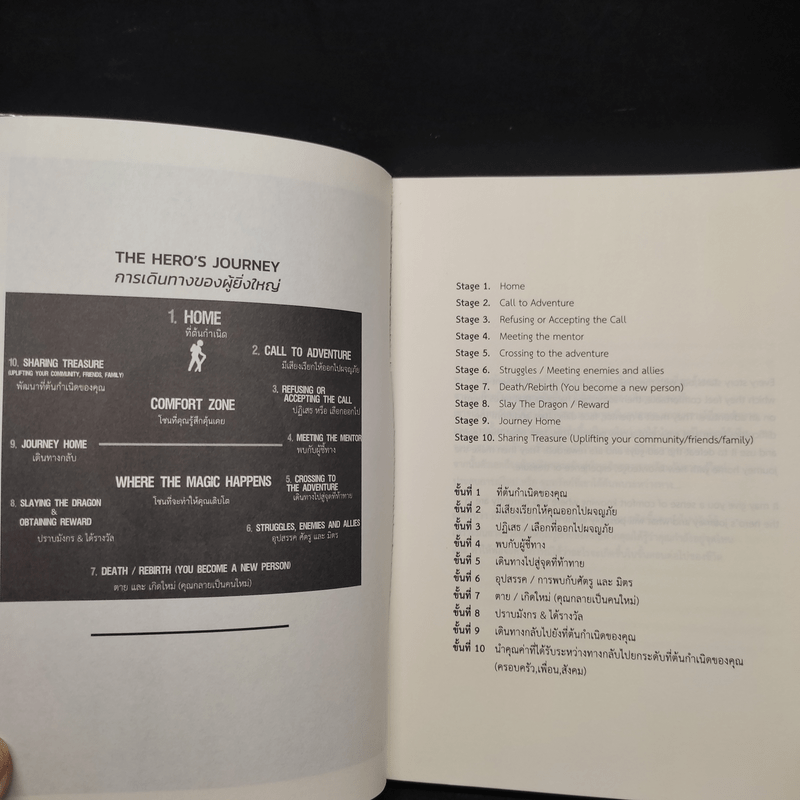 THE HERO'S JOURNEY
การเดินทางของผู้ยิ่งใหญ่
1. HOME
ที่ต้นกำเนิด
2. CALL TO ADVENTURE
มีเสียงเรียกให้ออกไปผจญภัย
3. REFUSING OR
ACCEPTING THE CALL
ปฏิเสธ หรือ เลือกออกไป
4. MEETING THE MENTOR
พบกับผู้ชี้ทาง
5. CROSSING TO
THE ADVENTURE
เดินทางไปสู่จุดที่ท้าทาย
6. STRUGGLES, ENEMIES AND ALLIES
อุปสรรค ศัตรู และ มิตร
7. DEATH / REBIRTH (YOU BECOME A NEW PERSON)
ตาย และ เกิดใหม่ (คุณกลายเป็นคนใหม่)
8. SLAYING THE DRAGON
&
OBTAINING REWARD
ปราบมังกร & ได้รางวัล
9. JOURNEY HOME
เดินทางกลับ
10. SHARING TREASURE
(UPLIFTING YOUR COMMUNITY, FRIENDS, FAMILY)
พัฒนาที่ต้นกำเนิดของคุณ
COMFORT ZONE
โซนที่คุณรู้สึกคุ้นเคย
WHERE THE MAGIC HAPPENS
โซนที่จะทำให้คุณเติบโต
Stage 1. Home
Stage 2. Call to Adventure
Stage 3. Refusing or Accepting the Call
Stage 4. Meeting the mentor
Stage 5. Crossing to the adventure
Stage 6. Struggles / Meeting enemies and allies
Stage 7. Death/Rebirth (You become a new person)
Stage 8. Slay The Dragon / Reward
Stage 9. Journey Home
Stage 10. Sharing Treasure (Uplifting your community/friends/family)
ขั้นที่ 1 ที่ต้นกำเนิดของคุณ
ขั้นที่ 2 มีเสียงเรียกให้คุณออกไปผจญภัย
ขั้นที่ 3 ปฏิเสธ / เลือกที่ออกไปผจญภัย
ขั้นที่ 4 พบกับผู้ชี้ทาง
ขั้นที่ 5 เดินทางไปสู่จุดที่ท้าทาย
ขั้นที่ 6 อุปสรรค / การพบกับศัตรู และ มิตร
ขั้นที่ 7 ตาย / เกิดใหม่ (คุณกลายเป็นคนใหม่)
ขั้นที่ 8 ปราบมังกร & ได้รางวัล
ขั้นที่ 9 เดินทางกลับไปยังที่ต้นกำเนิดของคุณ
ขั้นที่ 10 นำคุณค่าที่ได้รับระหว่างทางกลับไปยกระดับที่ต้นกำเนิดของคุณ
(ครอบครัว,เพื่อน,สังคม)